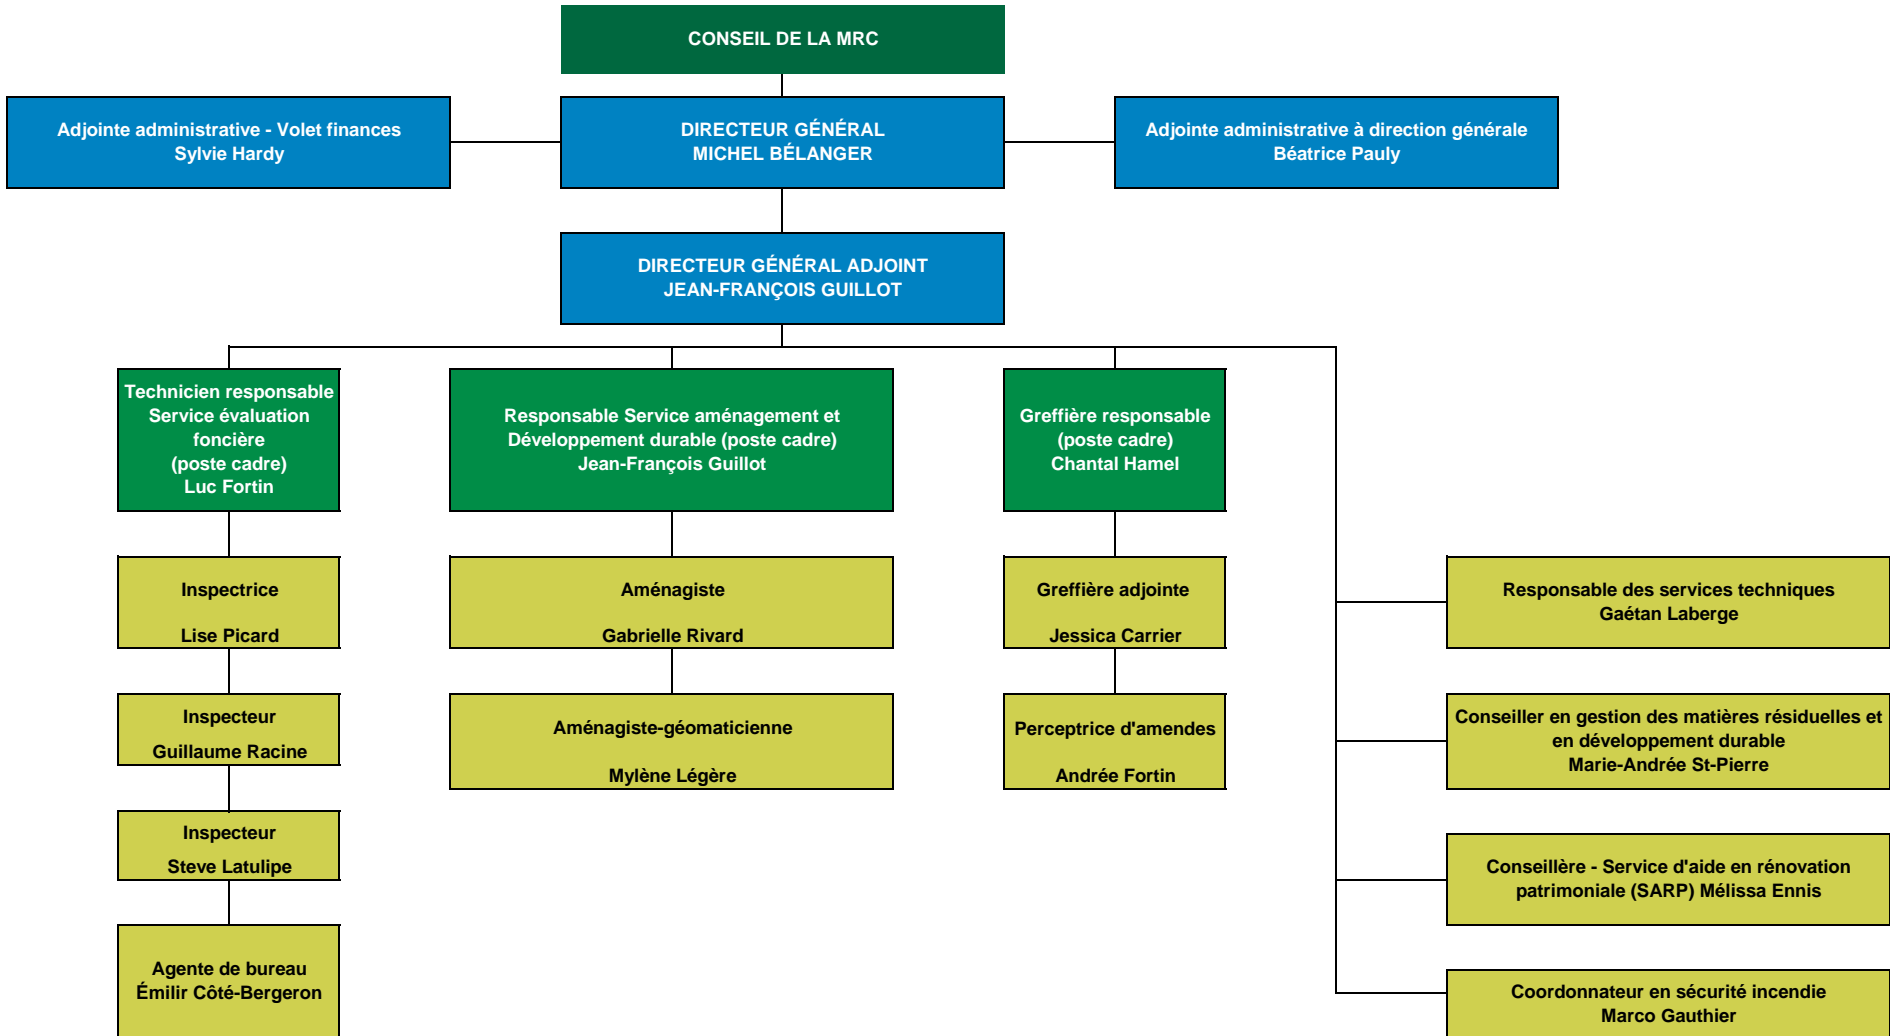 CONSEIL DE LA MRC
Adjointe administrative - Volet finances
Sylvie Hardy
DIRECTEUR GÉNÉRAL
MICHEL BÉLANGER
Adjointe administrative à direction générale
Béatrice Pauly
DIRECTEUR GÉNÉRAL ADJOINT
JEAN-FRANÇOIS GUILLOT
Technicien responsable
Service évaluation
foncière
(poste cadre)
Luc Fortin
Responsable Service aménagement et
Développement durable (poste cadre)
Jean-François Guillot
Greffière responsable
(poste cadre)
Chantal Hamel
Inspectrice
Lise Picard
Aménagiste
Gabrielle Rivard
Greffière adjointe
Jessica Carrier
Responsable des services techniques
Gaétan Laberge
Inspecteur
Guillaume Racine
Aménagiste-géomaticienne
Mylène Légère
Perceptrice d'amendes
Andrée Fortin
Conseiller en gestion des matières résiduelles et
en développement durable
Marie-Andrée St-Pierre
Inspecteur
Steve Latulipe
Conseillère - Service d'aide en rénovation
patrimoniale (SARP) Mélissa Ennis
Agente de bureau
Émilir Côté-Bergeron
Coordonnateur en sécurité incendie
Marco Gauthier